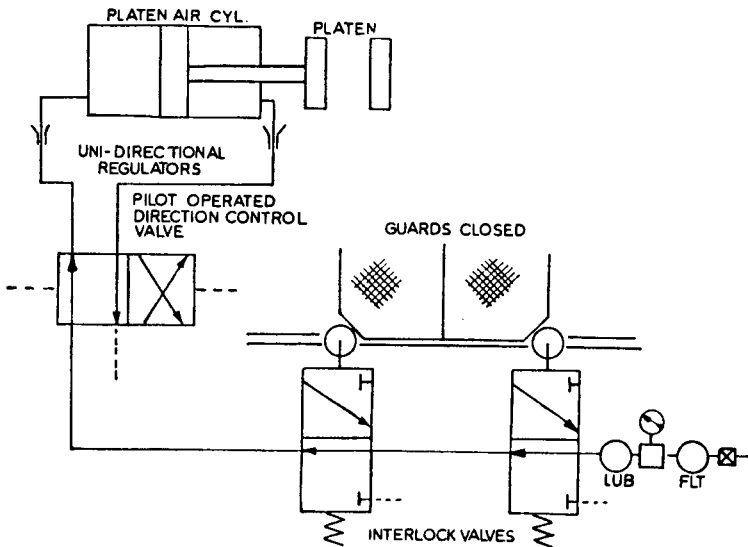 PLATEN AIR CYL.
PLATEN
UNI-DIRECTIONAL
REGULATORS
PILOT OPERATED
DIRECTION CONTROL
VALVE
GUARDS CLOSED
LUB
FLT
INTERLOCK VALVES